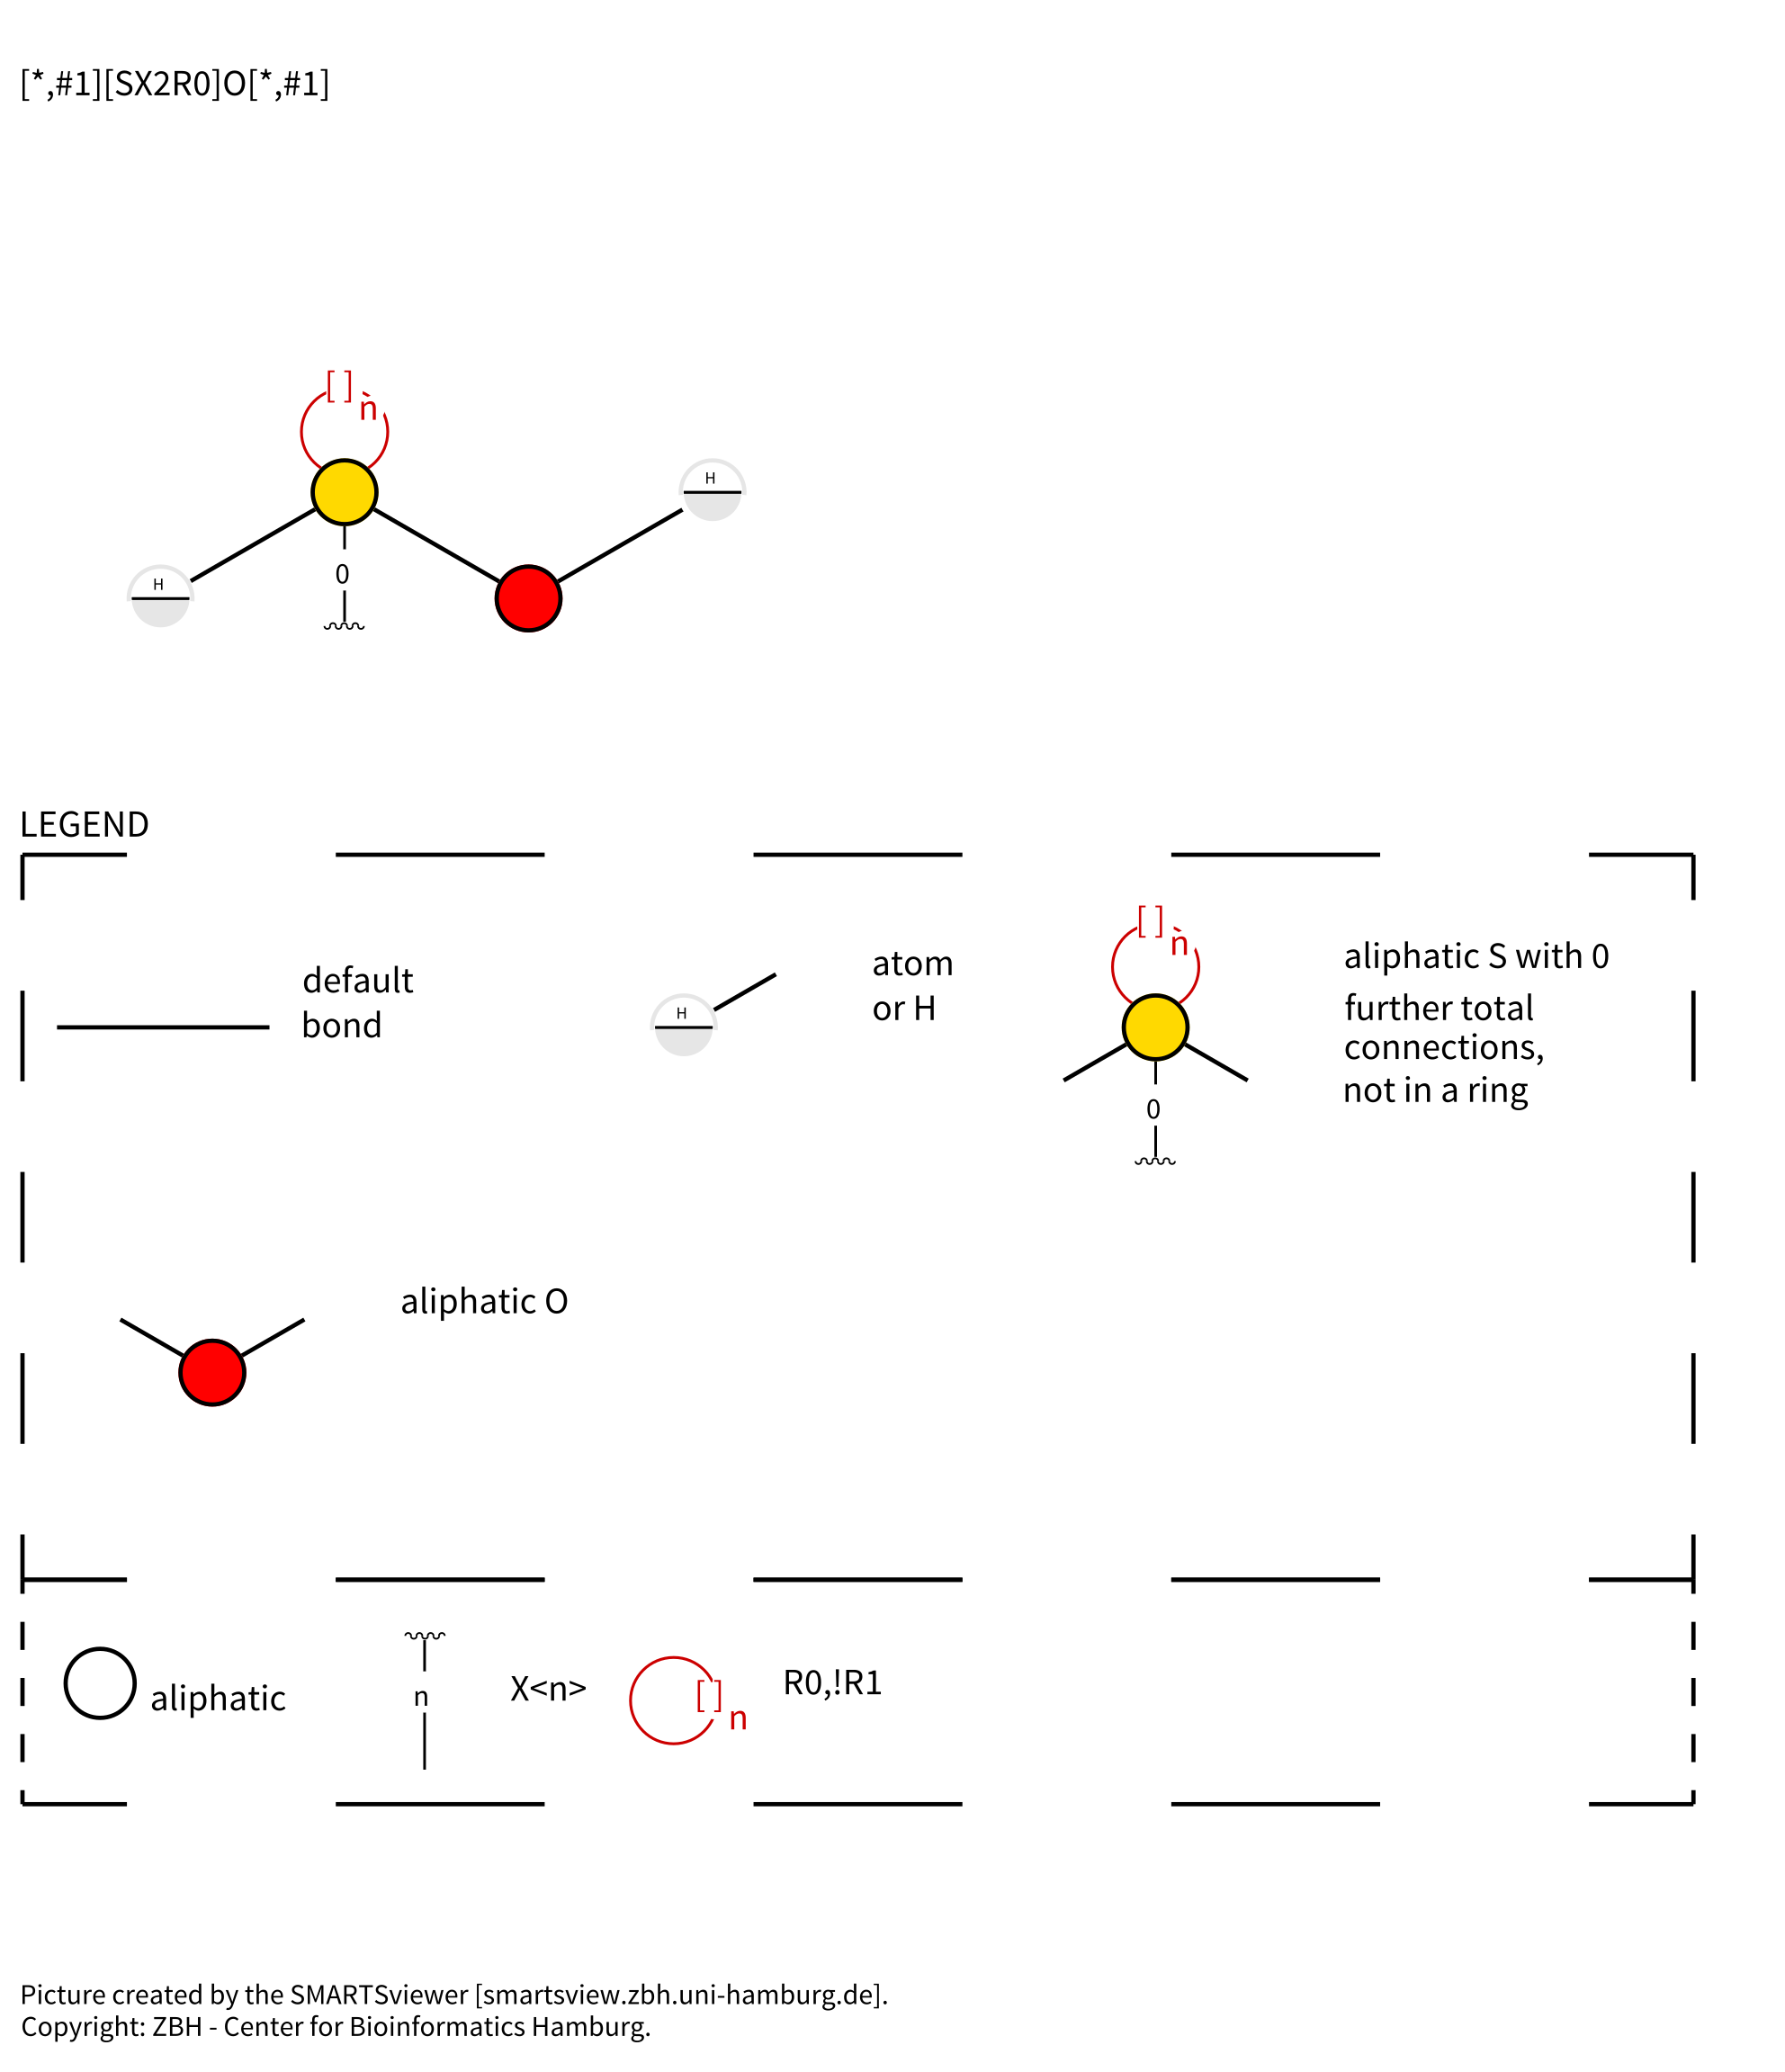 [*,#1][SX2R0]O[*,#1]
[ ]
n
H
H
0
LEGEND
[ ]
n
default
bond
H
atom
or H
0
aliphatic S with 0
further total
connections,
not in a ring
aliphatic O
aliphatic
n
X<n>
[ ]
n
R0,!R1
Picture created by the SMARTSviewer [smartsview.zbh.uni-hamburg.de].
Copyright: ZBH - Center for Bioinformatics Hamburg.